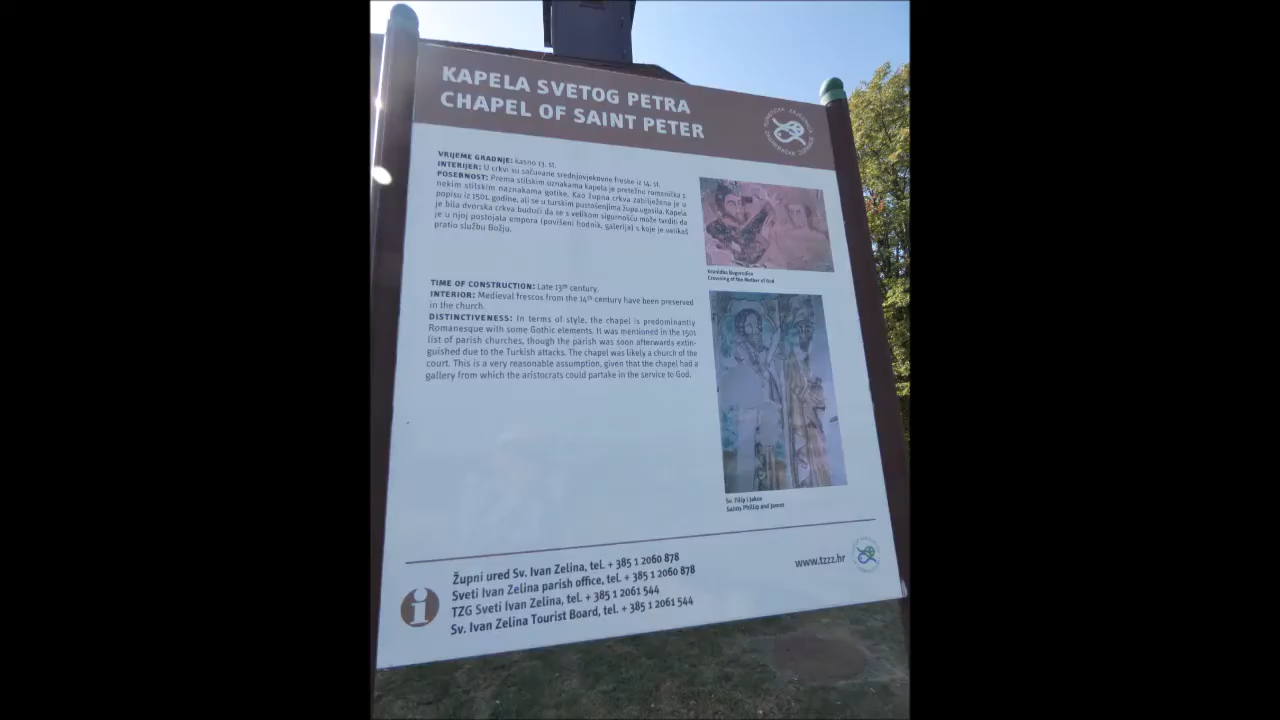 KAPELA SVETOG PETRA
CHAPEL OF SAINT PETER
VRIJEME GRADNJE: kasno 13. st.
INTERIJER: U crkvi su sačuvane srednjovjekovne freske iz 14. st.
POSEBNOST: Prema stilskim oznakama kapela je pretežno romanička s
nekim stilskim naznakama gotike. Kao župna crkva zabilježena je u
popisu iz 1501. godine, ali se u turskim pustošenjima župa ugasila. Kapela
je bila dvorska crkva budući da se s velikom sigurnošću može tvrditi da
je u njoj postojala empora (povišeni hodnik, galerija) s koje je velikaš
pratio službu Božju.
TIME OF CONSTRUCTION: Late 13th century.
INTERIOR: Medieval frescos from the 14th century have been preserved
in the church.
DISTINCTIVENESS: In terms of style, the chapel is predominantly
Romanesque with some Gothic elements. It was mentioned in the 1501
list of parish churches, though the parish was soon afterwards extin-
guished due to the Turkish attacks. The chapel was likely a church of the
court. This is a very reasonable assumption, given that the chapel had a
gallery from which the aristocrats could partake in the service to God.
Krunidba Bogorodice
Crowning of the Mother of God
Sv. Filip i Jakov
Saints Phillip and James
Župni ured Sv. Ivan Zelina, tel. + 385 1 2060 878
Sveti Ivan Zelina parish office, tel. + 385 1 2060 878
TZG Sveti Ivan Zelina, tel. + 385 1 2061 544
Sv. Ivan Zelina Tourist Board, tel. + 385 1 2061 544
www.tzzz.hr